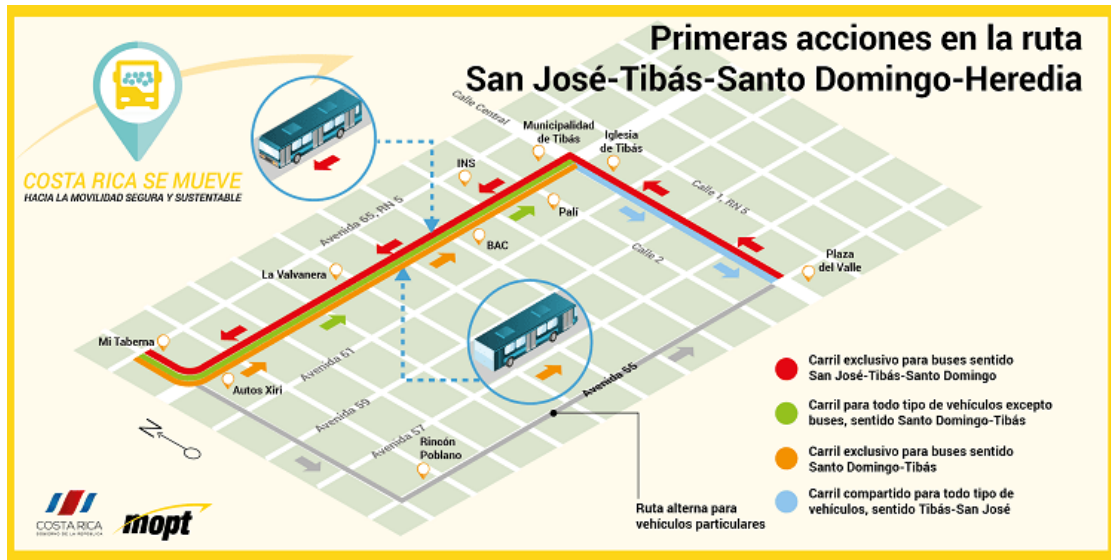 Primeras acciones en la ruta
San José-Tibás-Santo Domingo-Heredia
COSTA RICA SE MUEVE
HACIA LA MOVILIDAD SEGURA Y SUSTENTABLE
Calle Central
Municipalidad
de Tibás
Iglesia
de Tibás
INS
Calle 1, RN 5
Palí
Avenida 65, RN 5
BAC
Calle 2
Plaza
del Valle
La Valvanera
Mi Taberna
Autos Xiri
Avenida 61
Avenida 59
Avenida 57
Avenida 55
Rincón
Poblano
N
Ruta alterna para
vehículos particulares
Carril exclusivo para buses sentido
San José-Tibás-Santo Domingo
Carril para todo tipo de vehículos excepto
buses, sentido Santo Domingo-Tibás
Carril exclusivo para buses sentido
Santo Domingo-Tibás
Carril compartido para todo tipo de
vehículos, sentido Tibás-San José
COSTA RICA
GOBIERNO DE LA REPÚBLICA
mopt